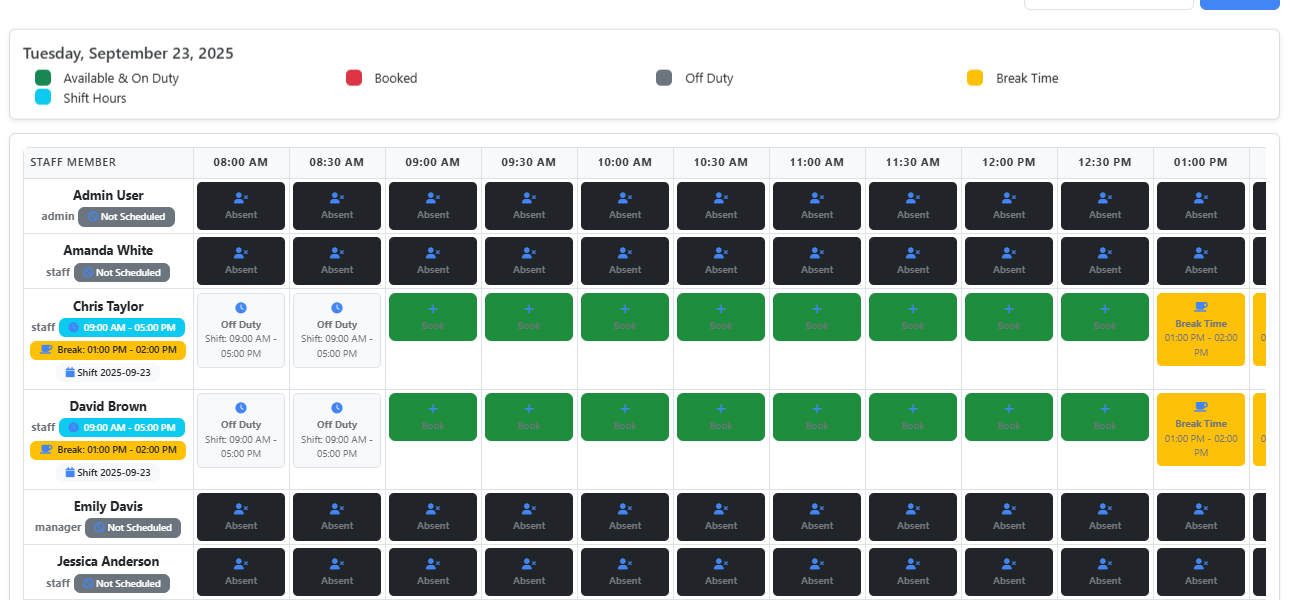 Tuesday, September 23, 2025
Available & On Duty Booked Off Duty Break Time
Shift Hours
STAFF MEMBER 08:00 AM 08:30 AM 09:00 AM 09:30 AM 10:00 AM 10:30 AM 11:00 AM 11:30 AM 12:00 PM 12:30 PM 01:00 PM
Admin User
admin Not Scheduled
Absent Absent Absent Absent Absent Absent Absent Absent Absent Absent Absent
Amanda White
staff Not Scheduled
Absent Absent Absent Absent Absent Absent Absent Absent Absent Absent Absent
Chris Taylor
staff 09:00 AM - 05:00 PM
Break: 01:00 PM - 02:00 PM
Shift 2025-09-23
Off Duty
Shift: 09:00 AM -
05:00 PM
Off Duty
Shift: 09:00 AM -
05:00 PM
Book Book Book Book Book Book Book Book
Break Time
01:00 PM - 02:00
PM
David Brown
staff 09:00 AM - 05:00 PM
Break: 01:00 PM - 02:00 PM
Shift 2025-09-23
Off Duty
Shift: 09:00 AM -
05:00 PM
Off Duty
Shift: 09:00 AM -
05:00 PM
Book Book Book Book Book Book Book Book
Break Time
01:00 PM - 02:00
PM
Emily Davis
manager Not Scheduled
Absent Absent Absent Absent Absent Absent Absent Absent Absent Absent Absent
Jessica Anderson
staff Not Scheduled
Absent Absent Absent Absent Absent Absent Absent Absent Absent Absent Absent